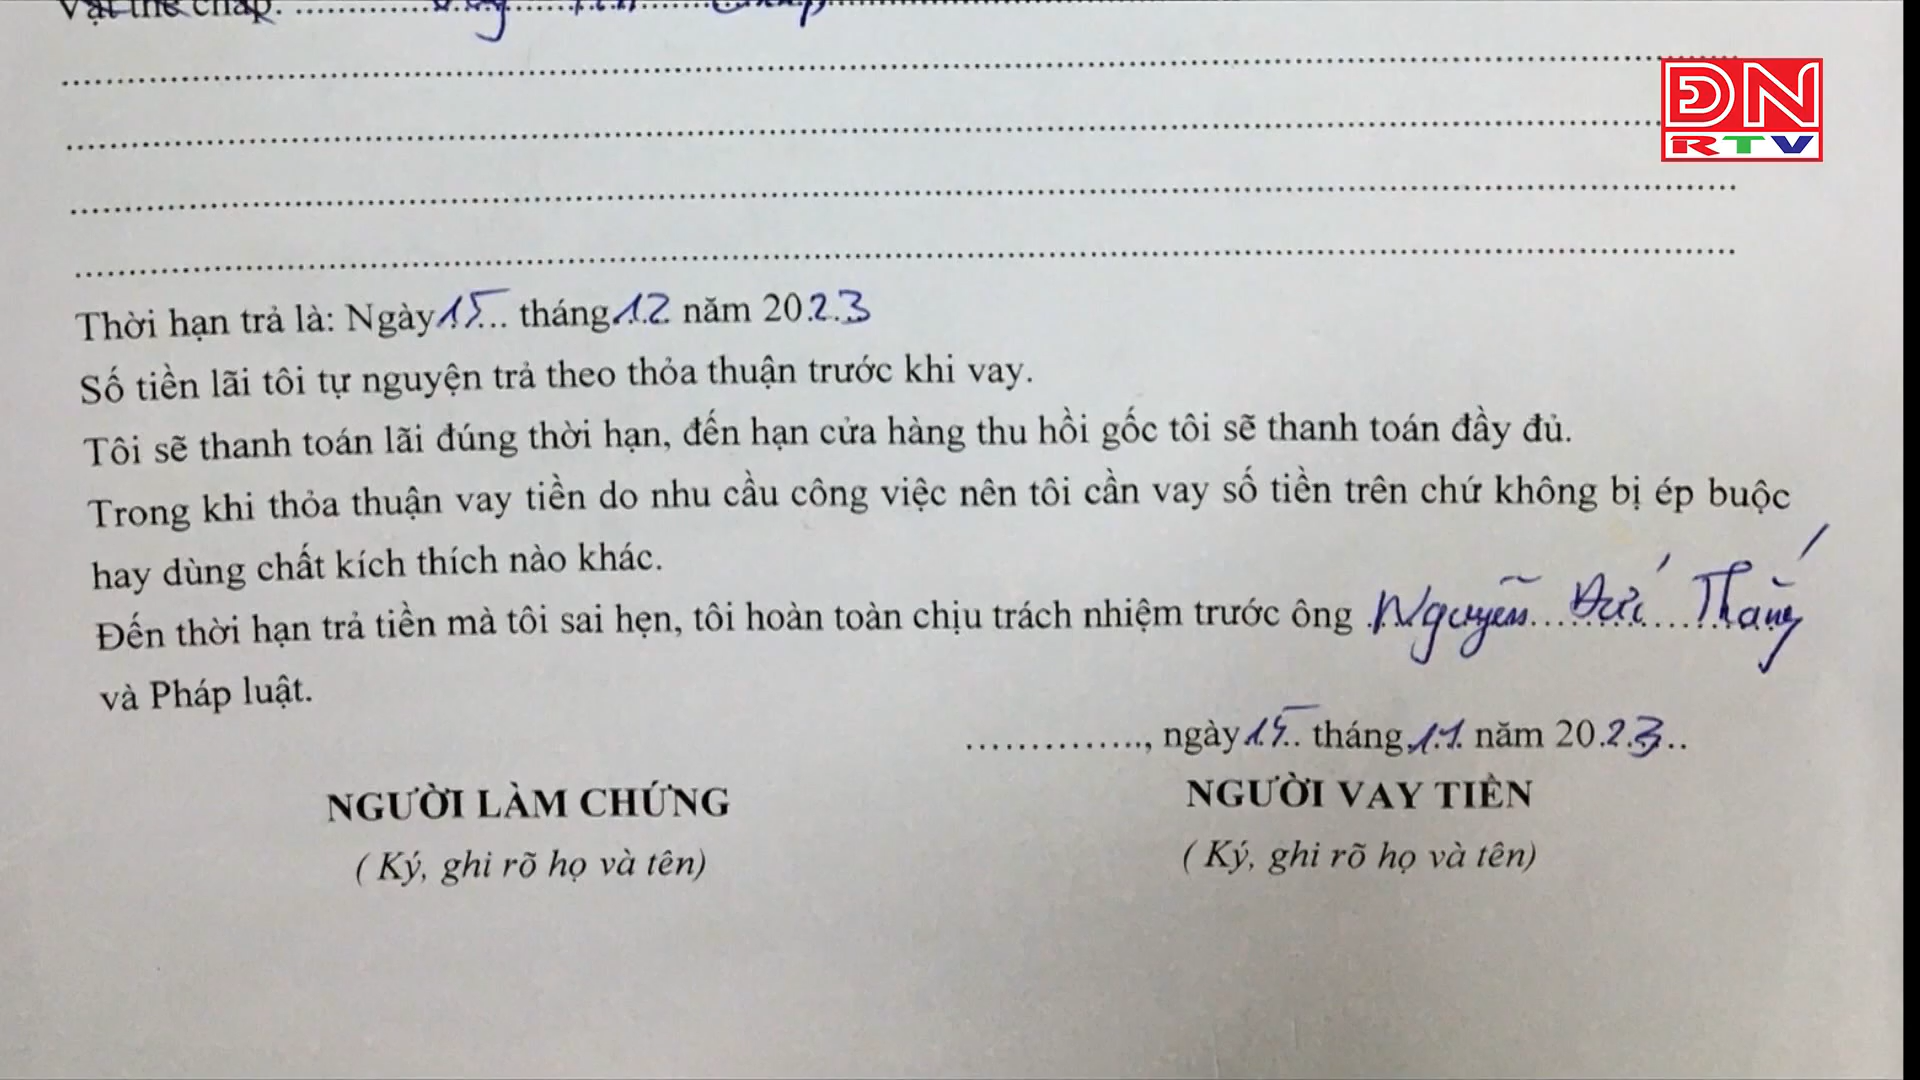 Vật thế chấp:
ĐN
RTV
Thời hạn trả là: Ngày 15 tháng 12 năm 2023
Số tiền lãi tôi tự nguyện trả theo thỏa thuận trước khi vay.
Tôi sẽ thanh toán lãi đúng thời hạn, đến hạn cửa hàng thu hồi gốc tôi sẽ thanh toán đầy đủ.
Trong khi thỏa thuận vay tiền do nhu cầu công việc nên tôi cần vay số tiền trên chứ không bị ép buộc
hay dùng chất kích thích nào khác.
Đến thời hạn trả tiền mà tôi sai hẹn, tôi hoàn toàn chịu trách nhiệm trước ông Nguyễn Đức Thắng
và Pháp luật.
..............., ngày 15 tháng 11 năm 2023
NGƯỜI LÀM CHỨNG
( Ký, ghi rõ họ và tên)
NGƯỜI VAY TIỀN
( Ký, ghi rõ họ và tên)